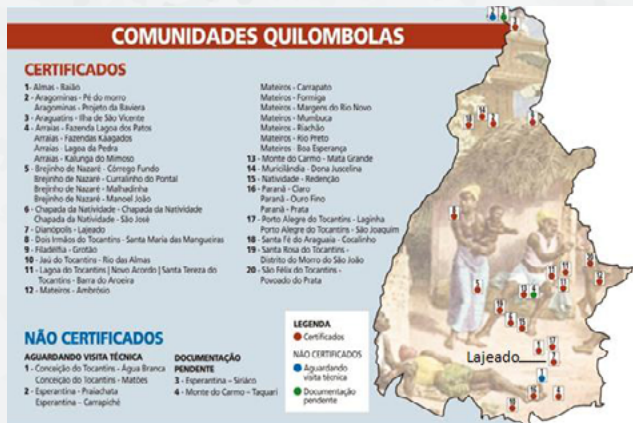 COMUNIDADES QUILOMBOLAS
CERTIFICADOS
1- Almas - Baião
2 - Aragominas - Pé do morro
Aragominas - Projeto da Baviera
3 - Araguatins - Ilha de São Vicente
4 - Arraias - Fazenda Lagoa dos Patos
Arraias - Fazendas Káagados
Arraias - Lagoa da Pedra
Arraias - Kalunga do Mimoso
5 - Brejinho de Nazaré - Córrego Fundo
Brejinho de Nazaré - Curralinho do Pontal
Brejinho de Nazaré - Malhadinha
Brejinho de Nazaré - Manoel João
6 - Chapada da Natividade - Chapada da Natividade
Chapada da Natividade - São José
7 - Dianópolis - Lajeado
8 - Dois Irmãos do Tocantins - Santa Maria das Mangueiras
9 - Filadélfia - Grotão
10 - Jaú do Tocantins - Rio das Almas
11 - Lagoa do Tocantins | Novo Acordo | Santa Tereza do
Tocantins - Barra do Aroeira
12 - Mateiros - Ambrósio
Mateiros - Carrapato
Mateiros - Formiga
Mateiros - Margens do Rio Novo
Mateiros - Mumbuca
Mateiros - Riachão
Mateiros - Rio Preto
Mateiros - Boa Esperança
13 - Monte do Carmo - Mata Grande
14 - Muricilândia - Dona Juscelina
15 - Natividade - Redenção
16 - Paranã - Claro
Paranã - Ouro Fino
Paranã - Prata
17 - Porto Alegre do Tocantins - Laginha
Porto Alegre do Tocantins - São Joaquim
18 - Santa Fé do Araguaia - Cocalinho
19 - Santa Rosa do Tocantins -
Distrito do Morro do São João
20 - São Félix do Tocantins -
Povoado do Prata
NÃO CERTIFICADOS
AGUARDANDO VISITA TÉCNICA
1 - Conceição do Tocantins - Água Branca
Conceição do Tocantins - Matões
2 - Esperantina - Praiachata
Esperantina - Carrapiché
DOCUMENTAÇÃO
PENDENTE
3 - Esperantina - Siriáco
4 - Monte do Carmo - Taquari
LEGENDA
Certificados
NÃO CERTIFICADOS
Aguardando
visita técnica
Documentação
pendente
Lajeado